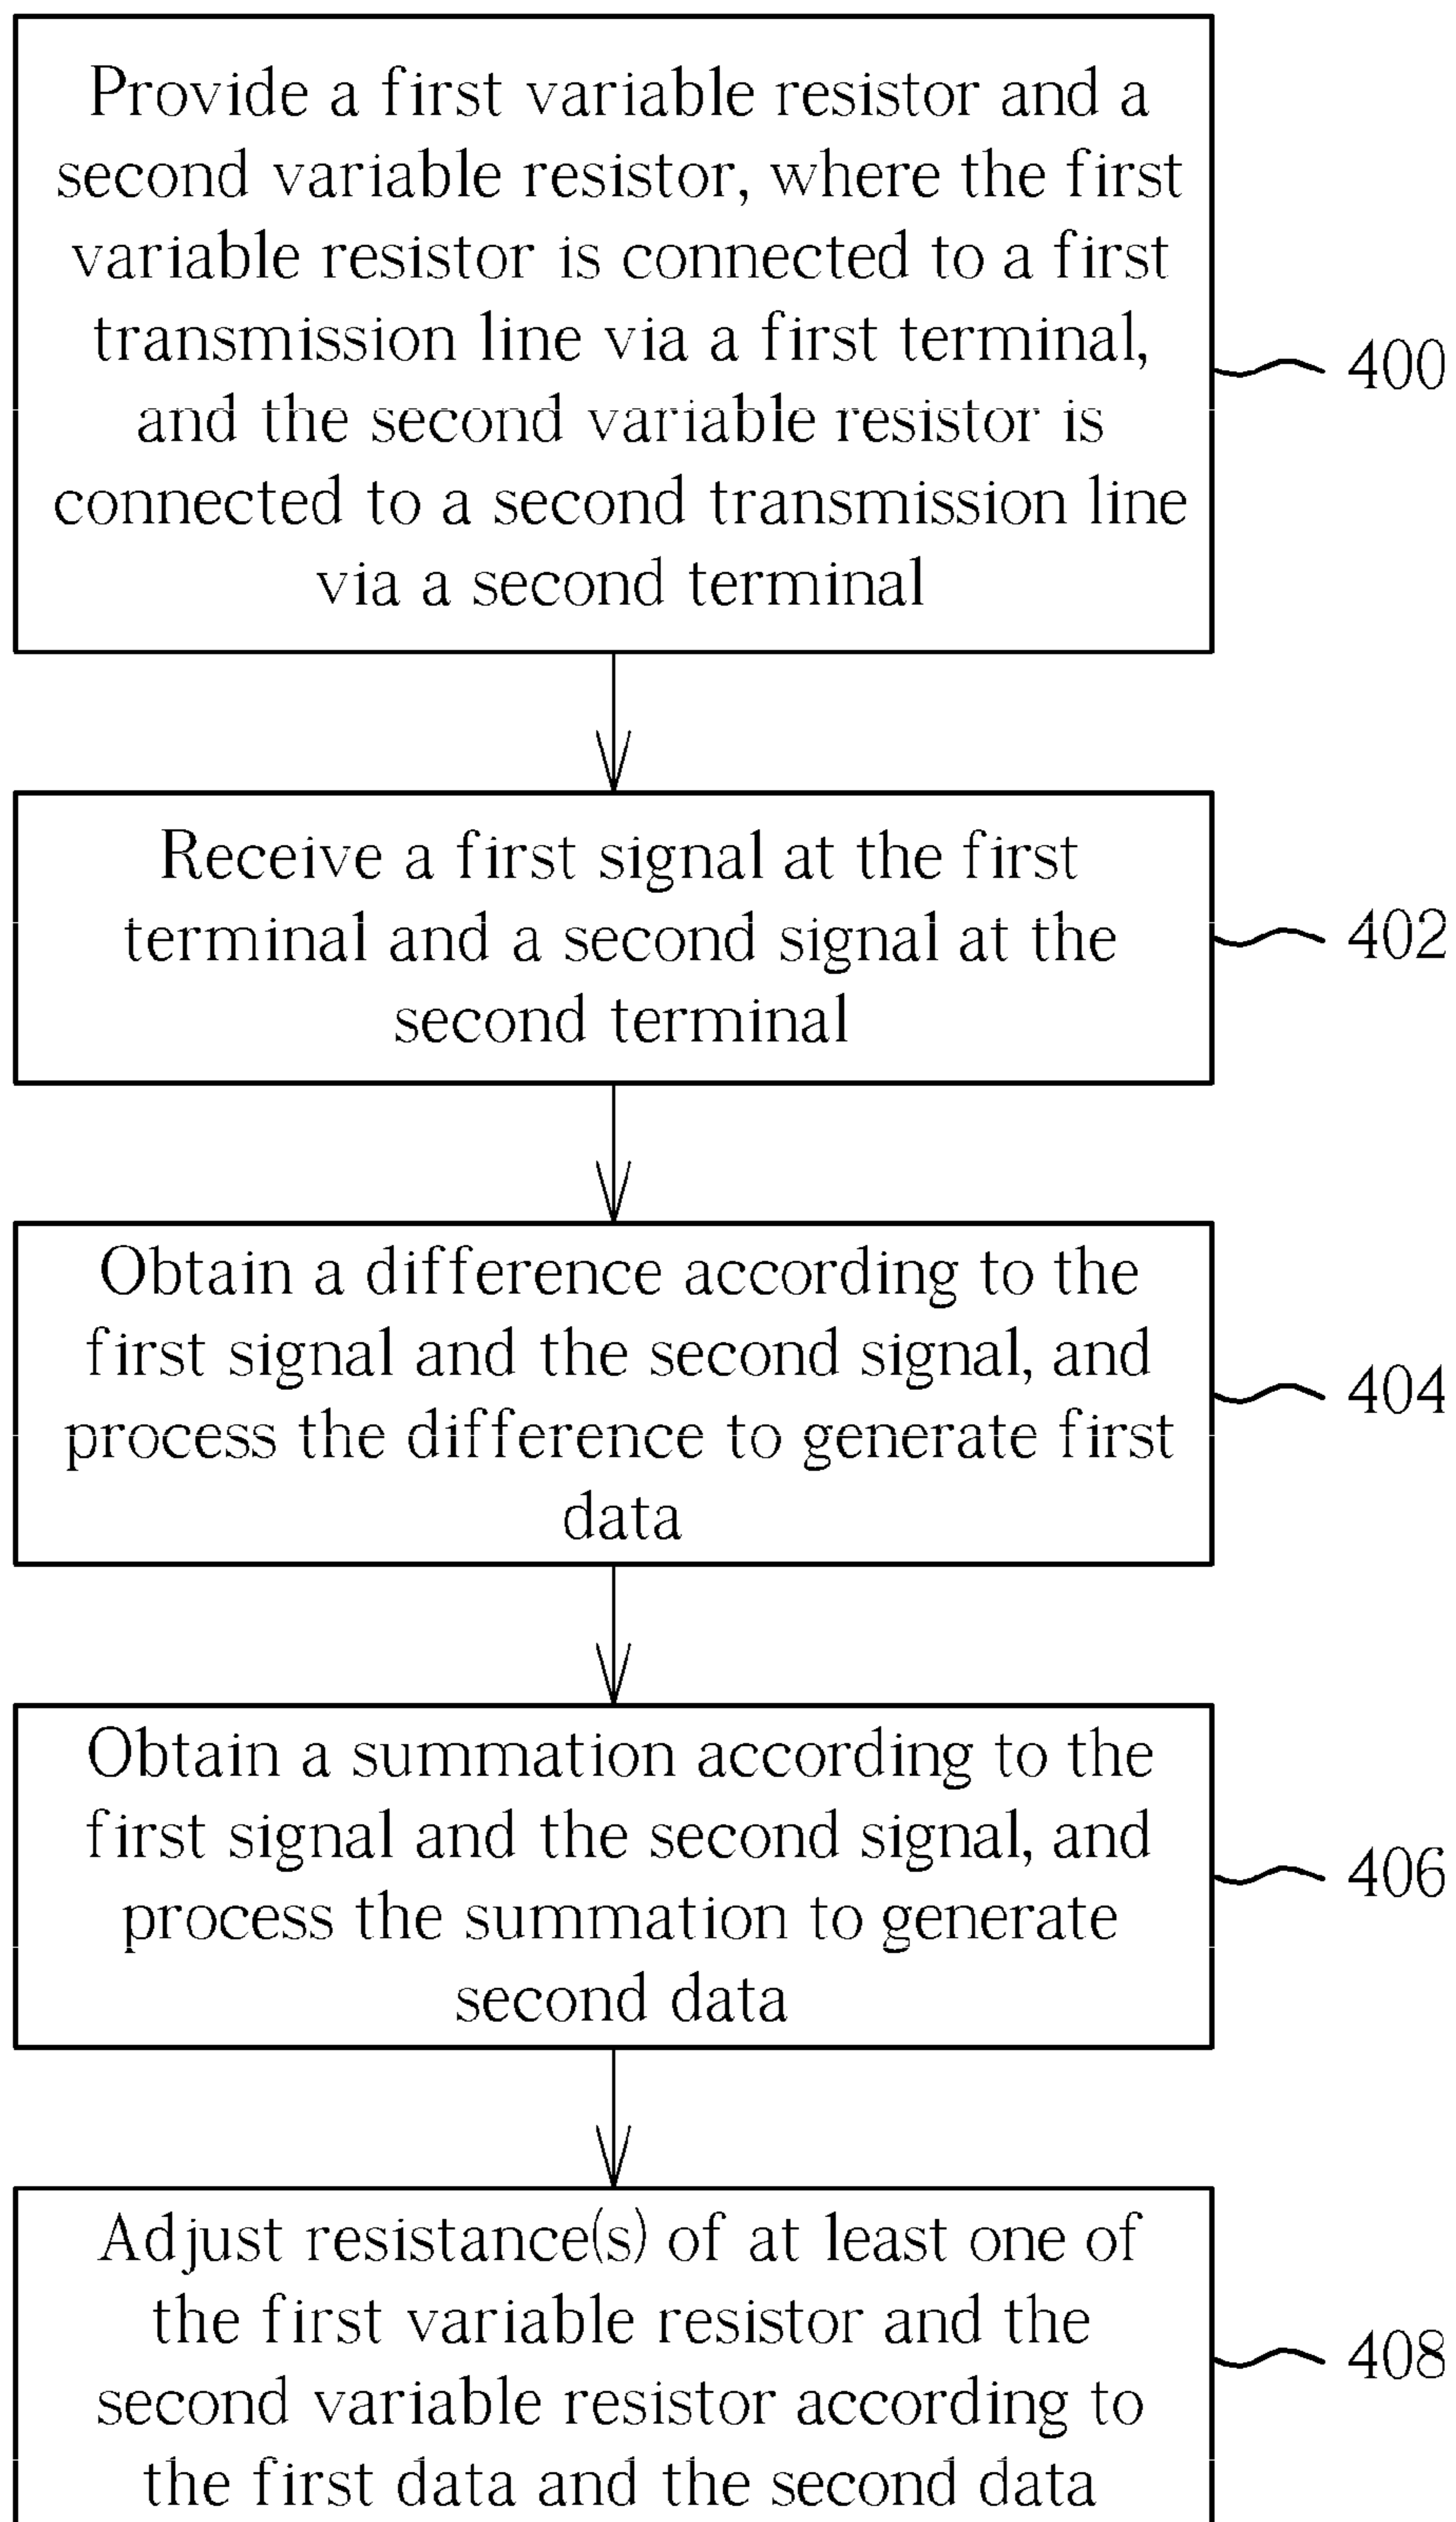 Provide a first variable resistor and a
second variable resistor, where the first
variable resistor is connected to a first
transmission line via a first terminal,
and the second variable resistor is
connected to a second transmission line
via a second terminal
400
Receive a first signal at the first
terminal and a second signal at the
second terminal
402
Obtain a difference according to the
first signal and the second signal, and
process the difference to generate first
data
404
Obtain a summation according to the
first signal and the second signal, and
process the summation to generate
second data
406
Adjust resistance(s) of at least one of
the first variable resistor and the
second variable resistor according to
the first data and the second data
408